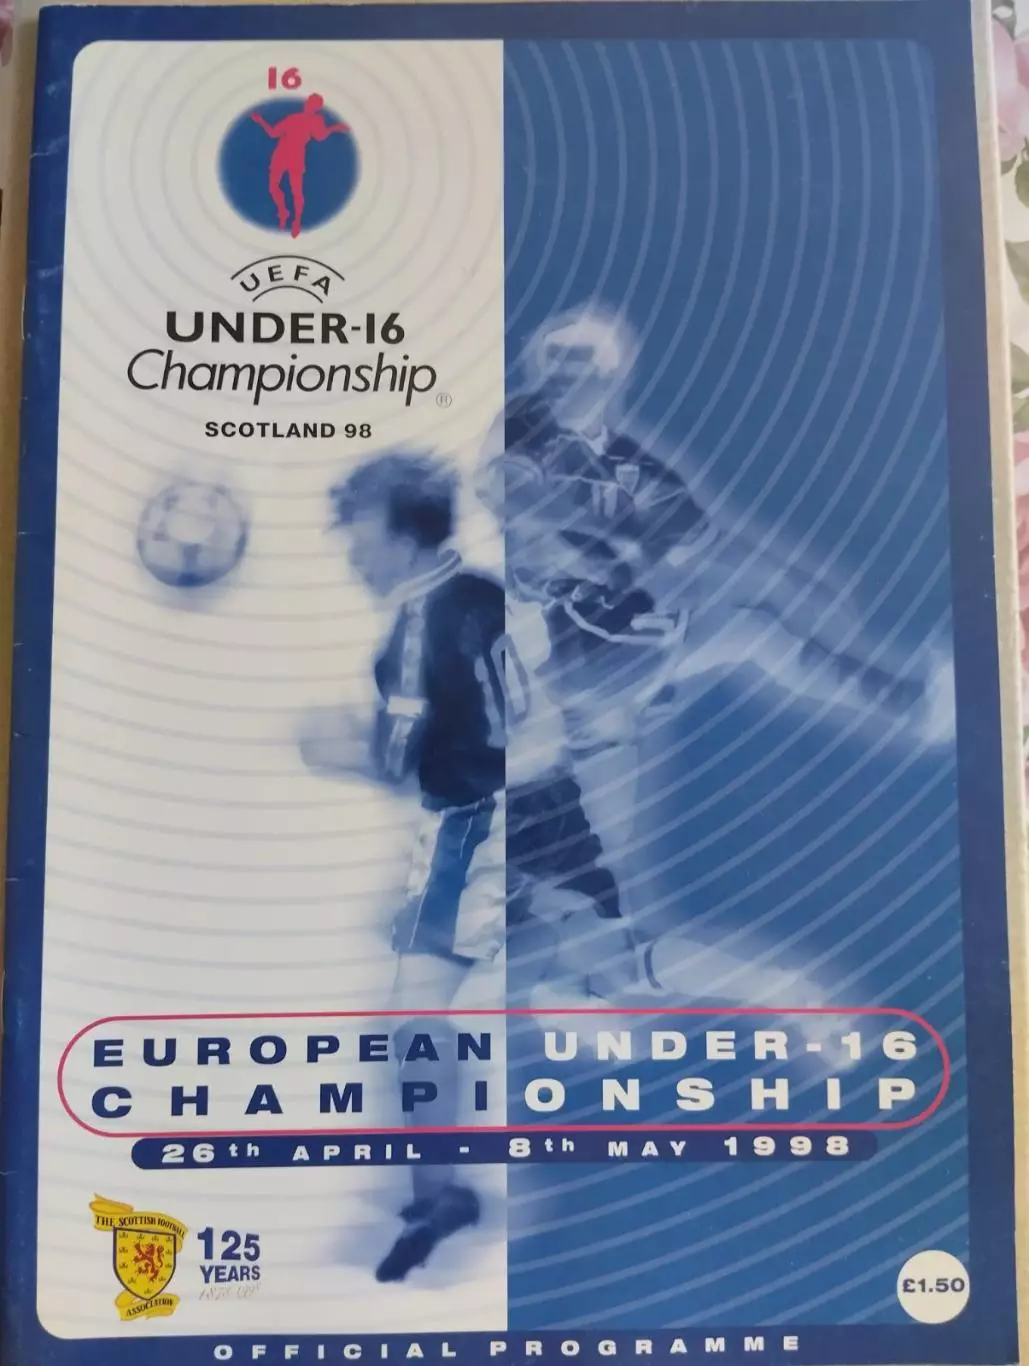 16
UEFA
UNDER-16
Championship ®
SCOTLAND 98
10
EUROPEAN UNDER-16
CHAMPIONSHIP
26th APRIL - 8th MAY 1998
THE SCOTTISH FOOTBALL
ASSOCIATION
125
YEARS
£1.50
OFFICIAL PROGRAMME